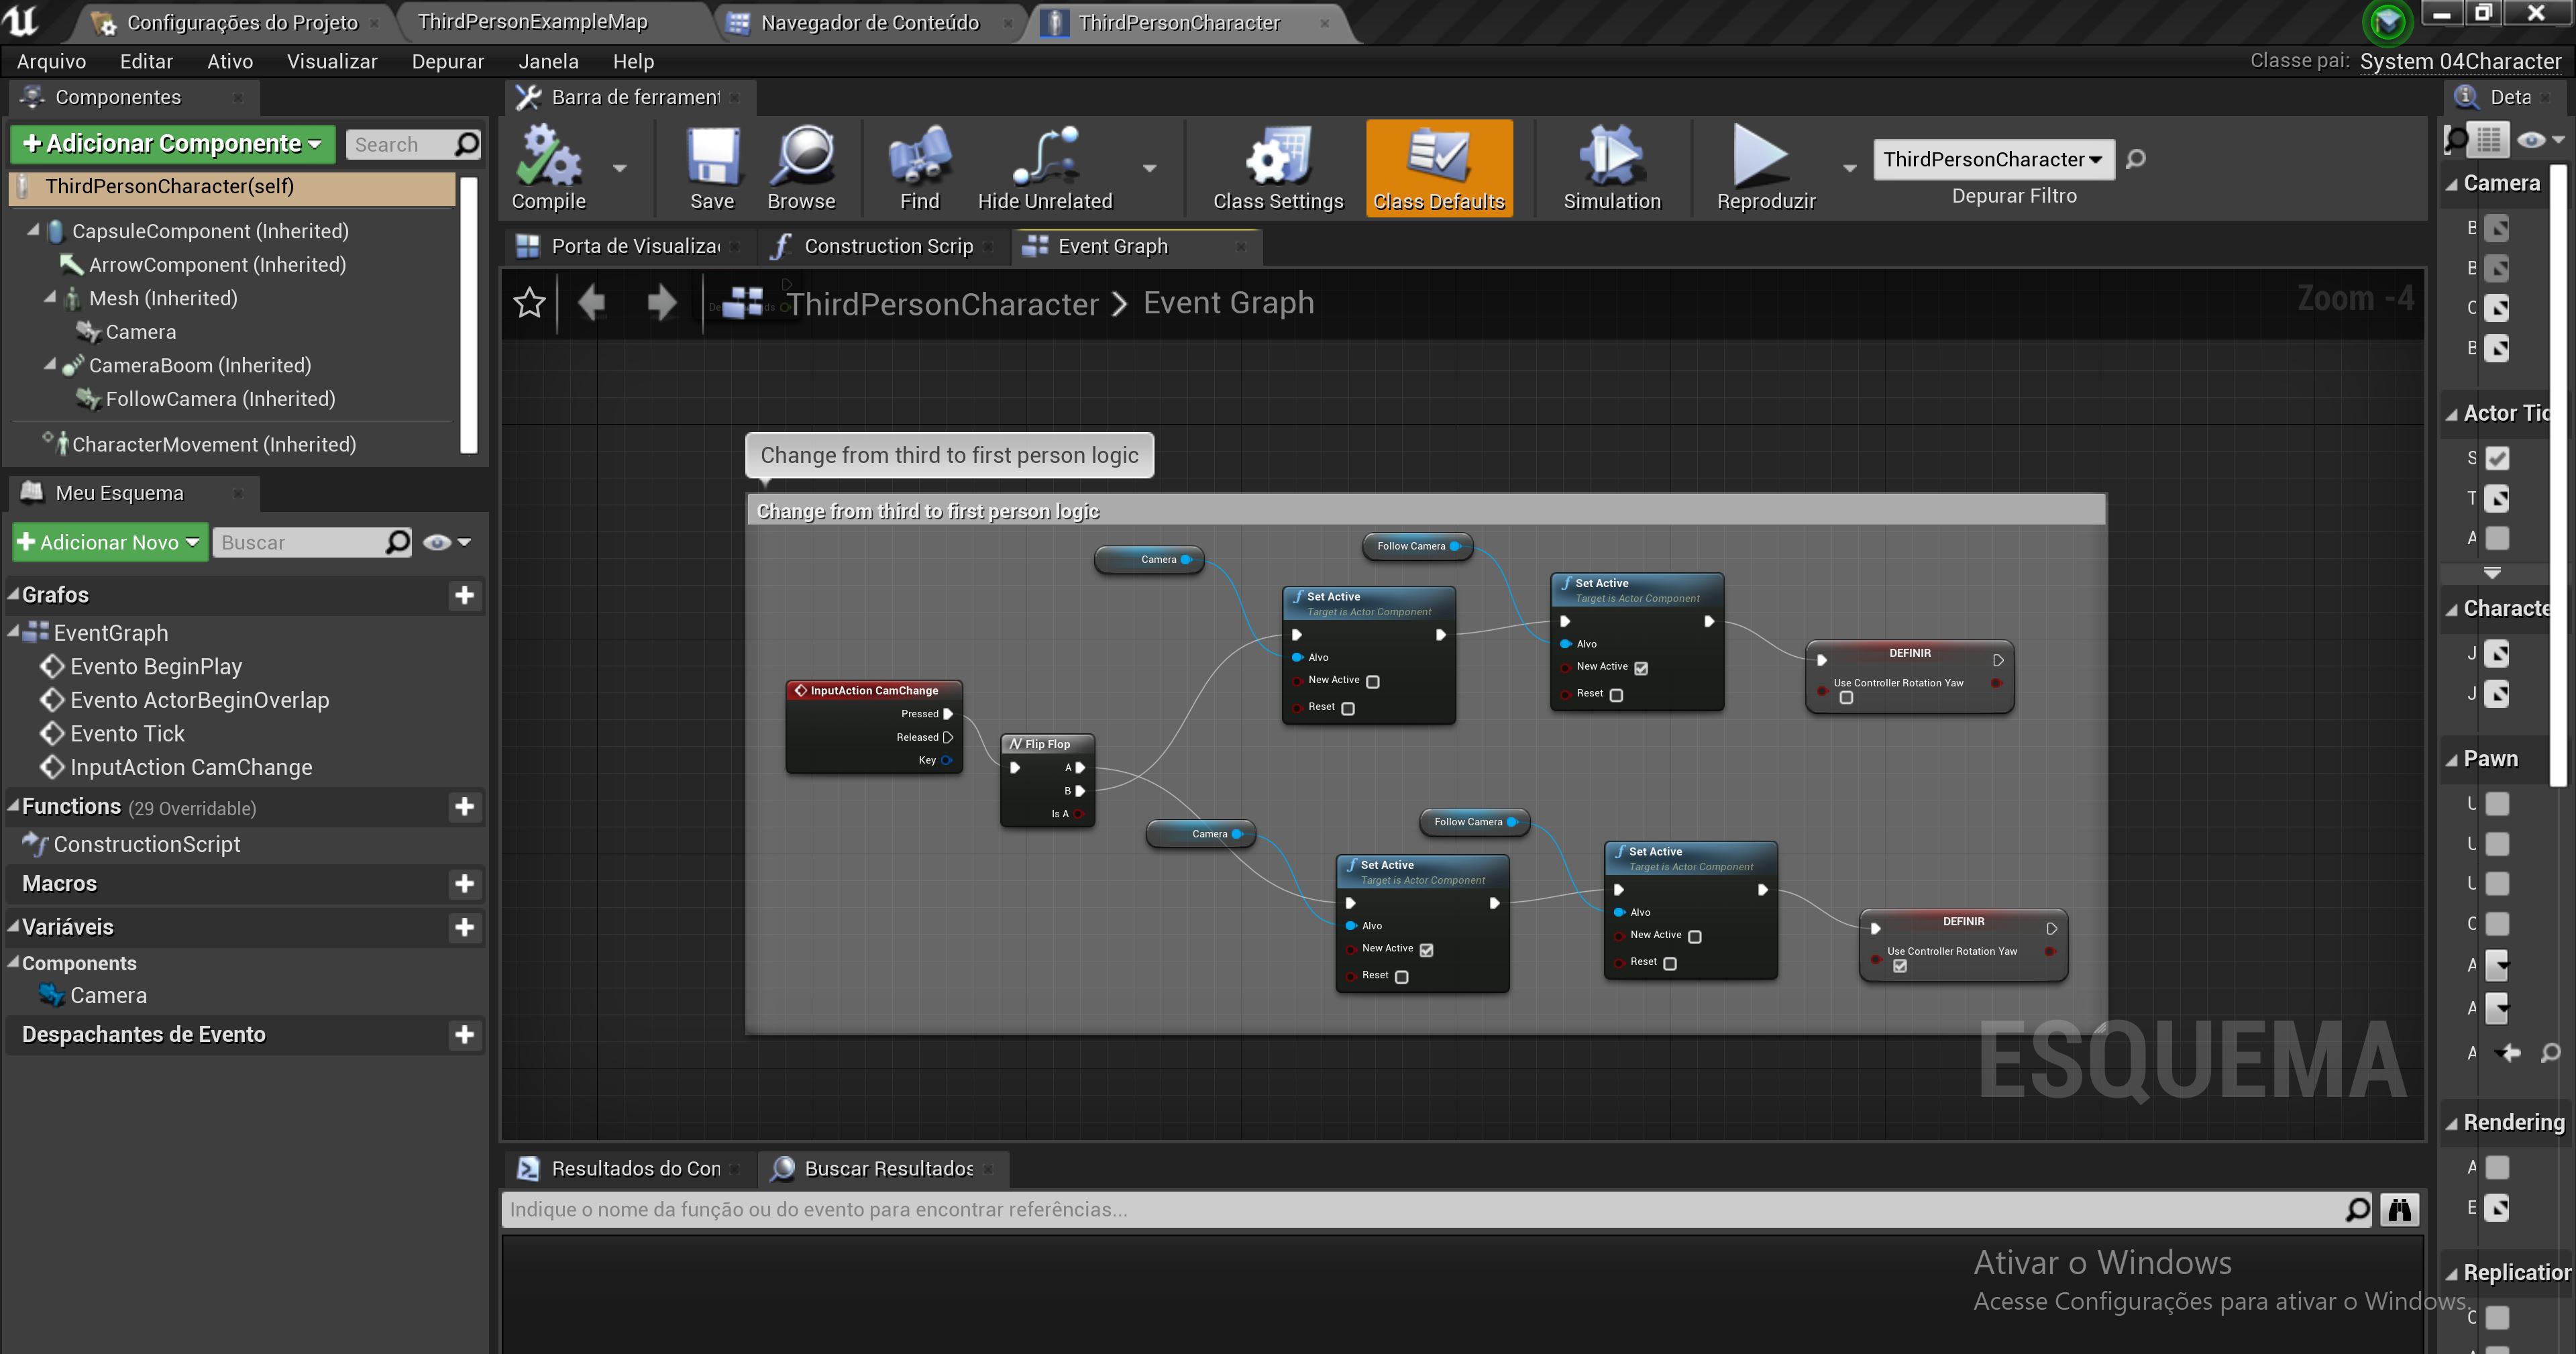 Configurações do Projeto
ThirdPersonExampleMap
Navegador de Conteúdo
ThirdPersonCharacter
Arquivo Editar Ativo Visualizar Depurar Janela Help
Classe pai: System 04Character
Componentes
Adicionar Componente
Search
ThirdPersonCharacter(self)
CapsuleComponent (Inherited)
ArrowComponent (Inherited)
Mesh (Inherited)
Camera
CameraBoom (Inherited)
FollowCamera (Inherited)
CharacterMovement (Inherited)
Meu Esquema
Adicionar Novo
Buscar
Grafos
EventGraph
Evento BeginPlay
Evento ActorBeginOverlap
Evento Tick
InputAction CamChange
Functions (29 Overridable)
ConstructionScript
Macros
Variáveis
Components
Camera
Despachantes de Evento
Barra de ferrament
Compile
Save
Browse
Find
Hide Unrelated
Class Settings
Class Defaults
Simulation
Reproduzir
ThirdPersonCharacter
Depurar Filtro
Porta de Visualiza
Construction Scrip
Event Graph
ThirdPersonCharacter > Event Graph
Zoom -4
Change from third to first person logic
Change from third to first person logic
Camera
Follow Camera
Set Active
Target is Actor Component
Alvo
New Active
Reset
Set Active
Target is Actor Component
Alvo
New Active
Reset
DEFINIR
Use Controller Rotation Yaw
InputAction CamChange
Pressed
Released
Key
Flip Flop
A
B
Is A
Camera
Follow Camera
Set Active
Target is Actor Component
Alvo
New Active
Reset
Set Active
Target is Actor Component
Alvo
New Active
Reset
DEFINIR
Use Controller Rotation Yaw
ESQUEMA
Resultados do Con
Buscar Resultados
Indique o nome da função ou do evento para encontrar referências...
Ativar o Windows
Acesse Configurações para ativar o Windows.
Deta
Camera
B
B
C
B
Actor Tic
S
T
A
Characte
J
J
Pawn
U
U
U
C
A
A
A
Rendering
A
E
Replication
C